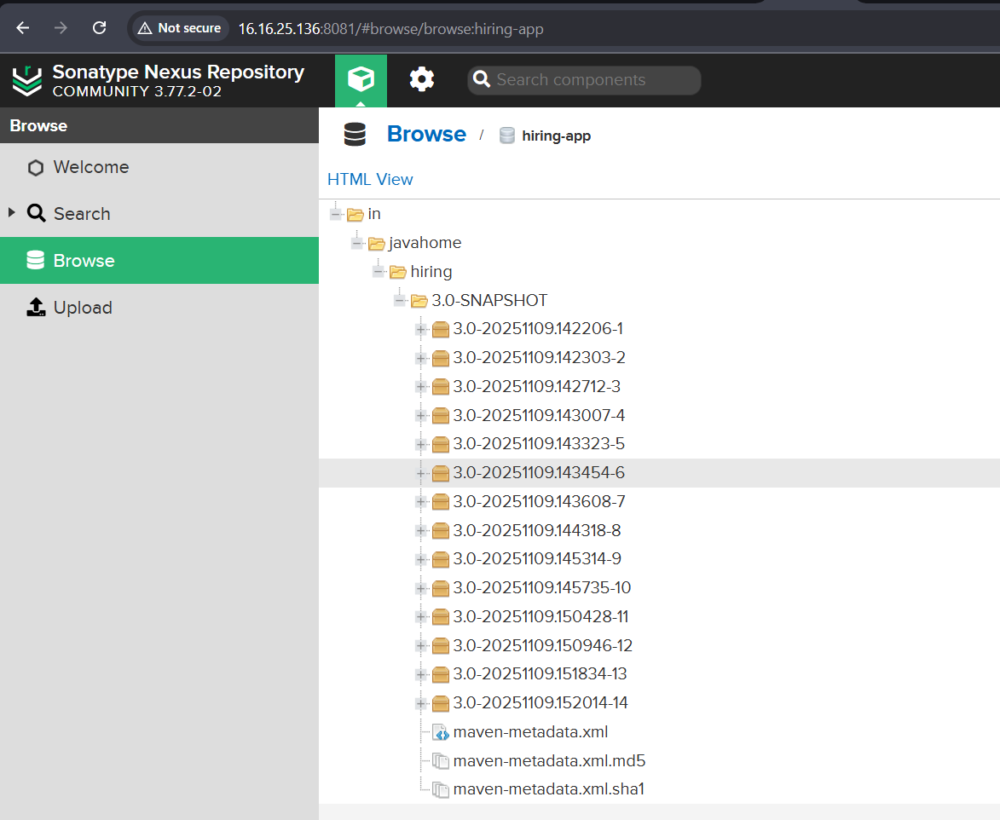 Not secure 16.16.25.136:8081/#browse/browse:hiring-app
Sonatype Nexus Repository
COMMUNITY 3.77.2-02
Search components
Browse
Welcome
Search
Browse
Upload
Browse / hiring-app
HTML View
in
javahome
hiring
3.0-SNAPSHOT
3.0-20251109.142206-1
3.0-20251109.142303-2
3.0-20251109.142712-3
3.0-20251109.143007-4
3.0-20251109.143323-5
3.0-20251109.143454-6
3.0-20251109.143608-7
3.0-20251109.144318-8
3.0-20251109.145314-9
3.0-20251109.145735-10
3.0-20251109.150428-11
3.0-20251109.150946-12
3.0-20251109.151834-13
3.0-20251109.152014-14
maven-metadata.xml
maven-metadata.xml.md5
maven-metadata.xml.sha1